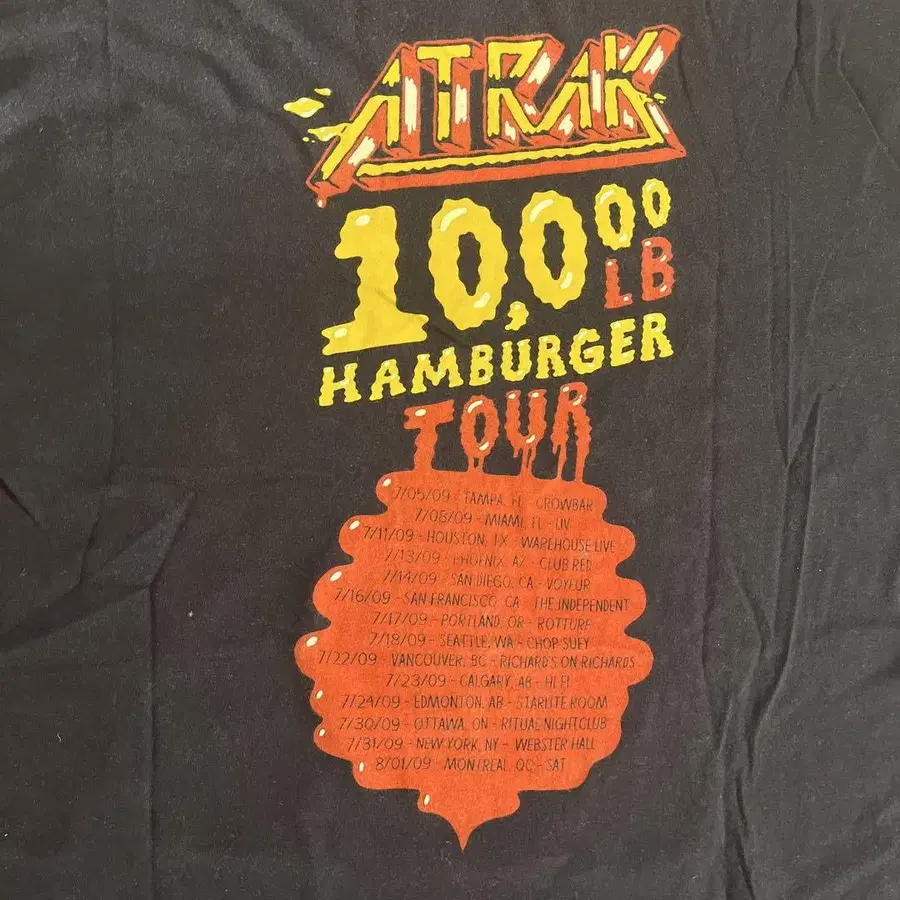 ATRAK
10,000
LB
HAMBURGER
TOUR
7/05/09 - TAMPA, FL - CROWBAR
7/08/09 - MIAMI, FL - LIV
7/11/09 - HOUSTON, TX - WAREHOUSE LIVE
7/13/09 - PHOENIX, AZ - CLUB RED
7/14/09 - SAN DIEGO, CA - VOYEUR
7/16/09 - SAN FRANCISCO, CA - THE INDEPENDENT
7/17/09 - PORTLAND, OR - ROTTURE
7/18/09 - SEATTLE, WA - CHOP SUEY
7/22/09 - VANCOUVER, BC - RICHARD'S ON RICHARDS
7/23/09 - CALGARY, AB - HI FI
7/24/09 - EDMONTON, AB - STARLITE ROOM
7/30/09 - OTTAWA, ON - RITUAL NIGHTCLUB
7/31/09 - NEW YORK, NY - WEBSTER HALL
8/01/09 - MONTREAL, QC - SAT